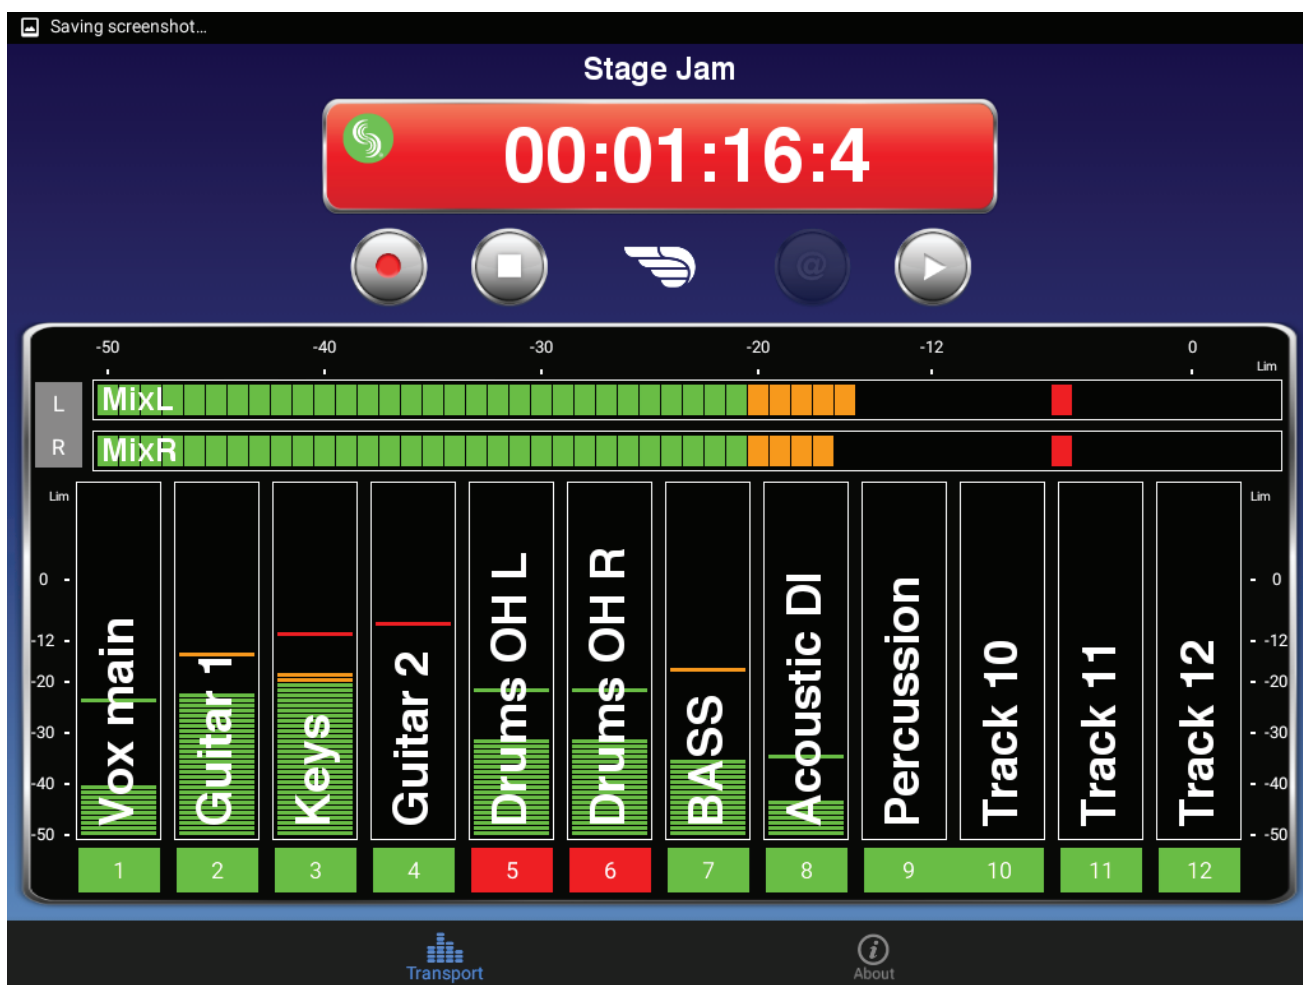 Saving screenshot...
Stage Jam
00:01:16:4
@
-50 -40 -30 -20 -12 0
Lim
L MixL
R MixR
Lim Lim
0 - - 0
-12 - - -12
-20 - - -20
-30 - - -30
-40 - - -40
-50 - - -50
Vox main
Guitar 1
Keys
Guitar 2
Drums OH L
Drums OH R
BASS
Acoustic DI
Percussion
Track 10
Track 11
Track 12
1 2 3 4 5 6 7 8 9 10 11 12
Transport
About